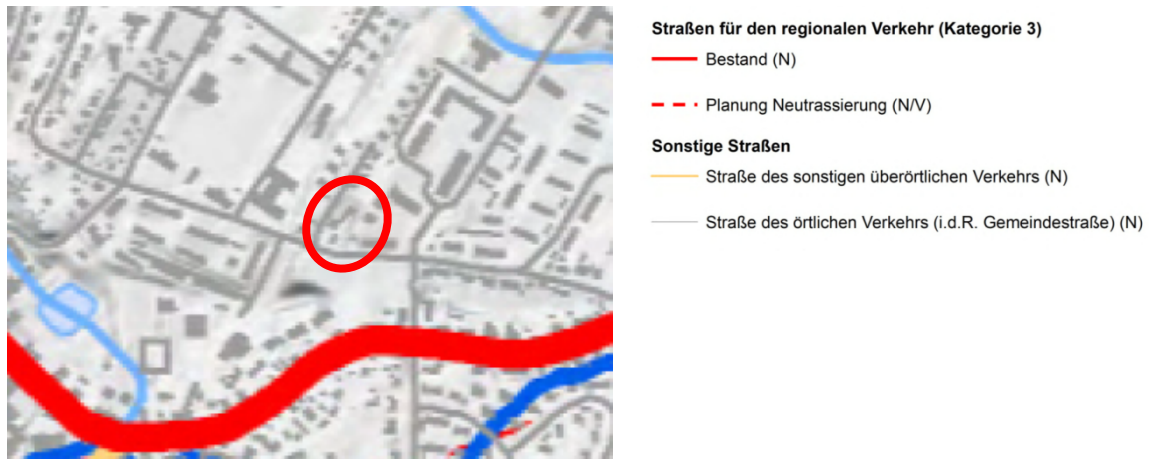 Straßen für den regionalen Verkehr (Kategorie 3)
Bestand (N)
Planung Neutrassierung (N/V)
Sonstige Straßen
Straße des sonstigen überörtlichen Verkehrs (N)
Straße des örtlichen Verkehrs (i.d.R. Gemeindestraße) (N)